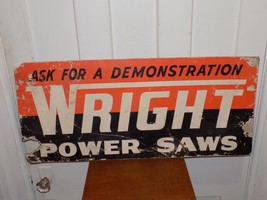 ASK FOR A DEMONSTRATION
WRIGHT
POWER SAWS